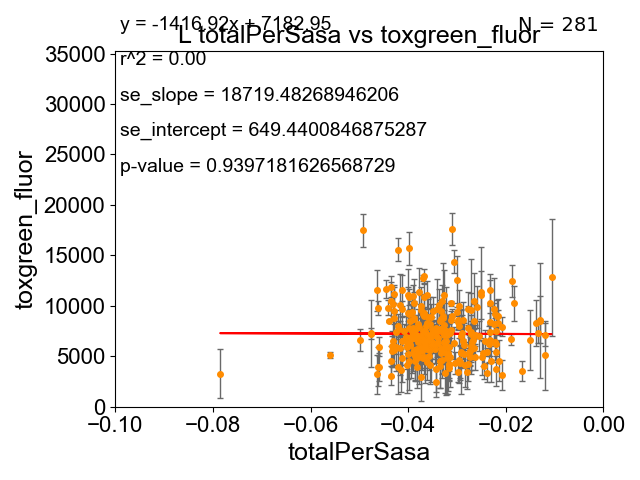 y = -1416.92x + 7182.95
N = 281
L totalPerSasa vs toxgreen_fluor
r^2 = 0.00
se_slope = 18719.48268946206
se_intercept = 649.4400846875287
p-value = 0.9397181626568729
toxgreen_fluor
35000
30000
25000
20000
15000
10000
5000
0
−0.10
−0.08
−0.06
−0.04
−0.02
0.00
totalPerSasa